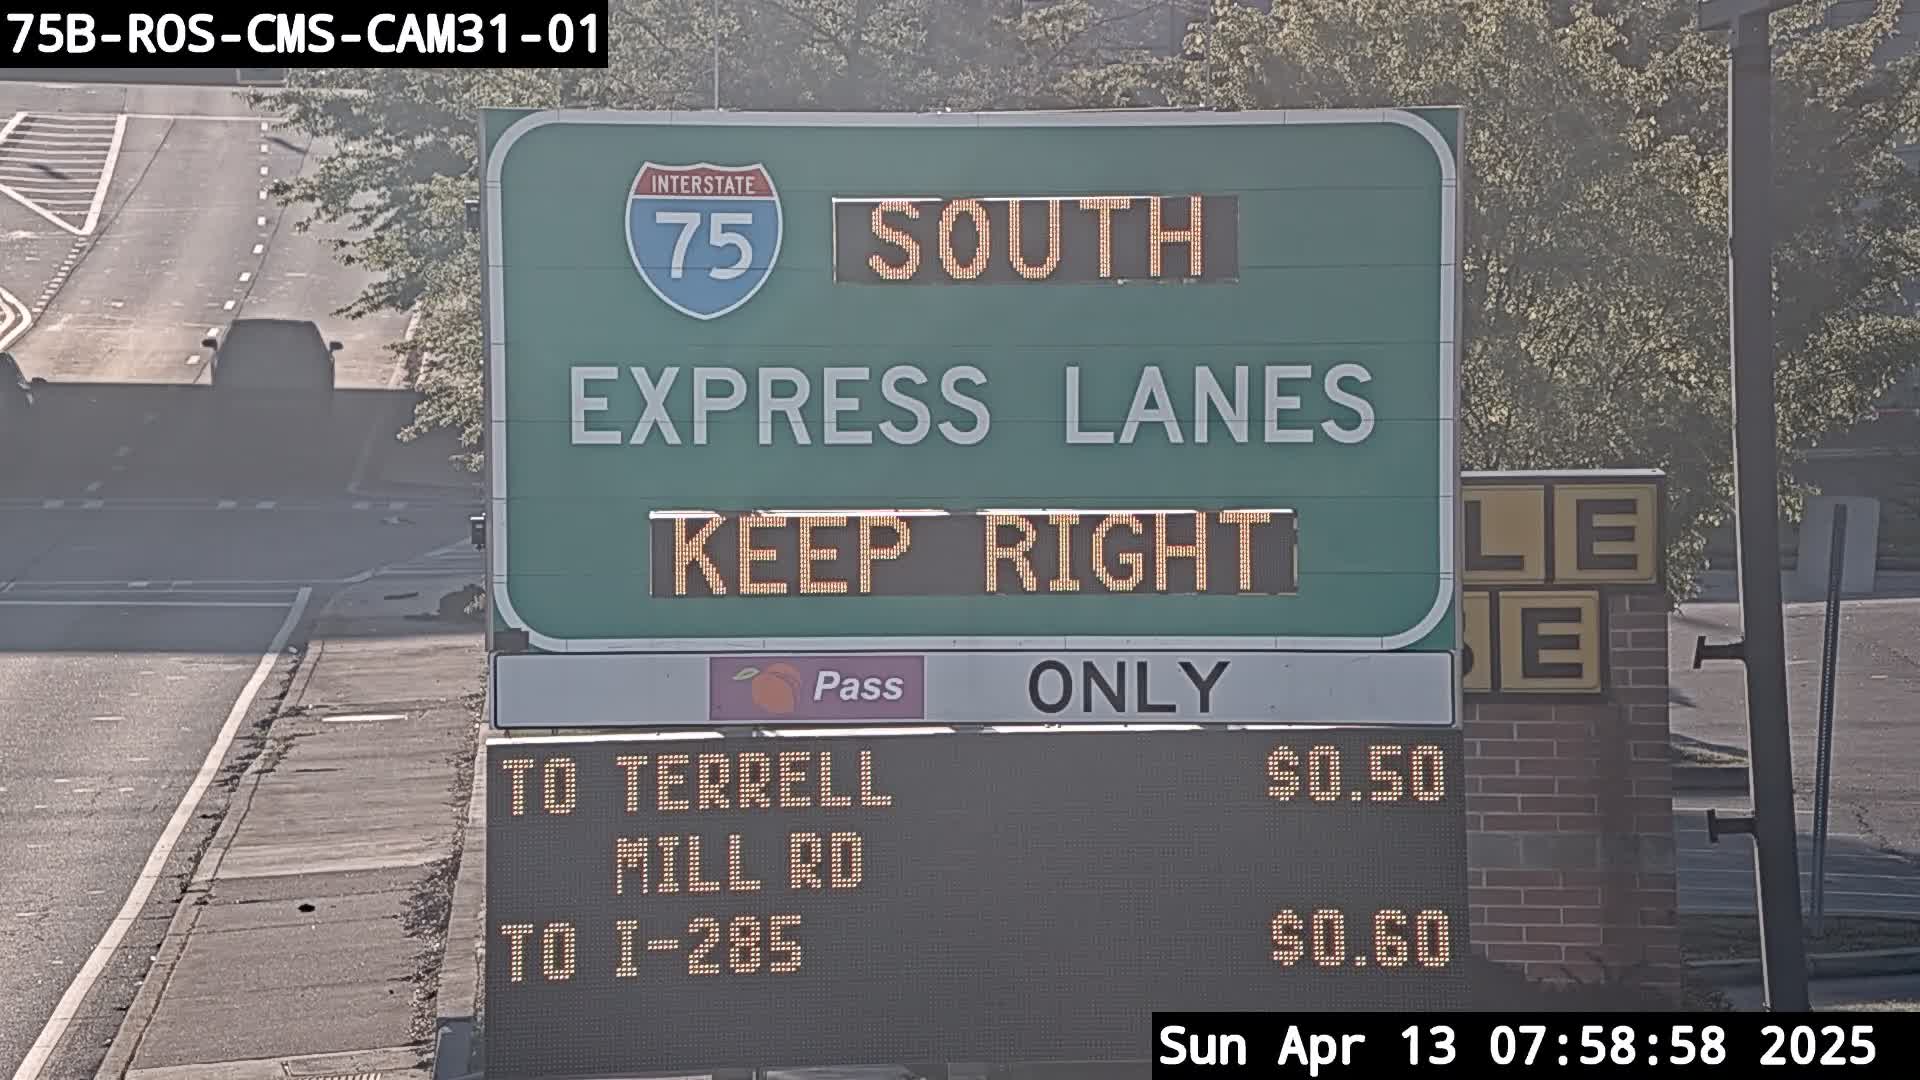 75B-ROS-CMS-CAM31-01
INTERSTATE
75
SOUTH
EXPRESS LANES
KEEP RIGHT
Pass ONLY
TO TERRELL $0.50
MILL RD
TO I-285 $0.60
LE
E
Sun Apr 13 07:58:58 2025